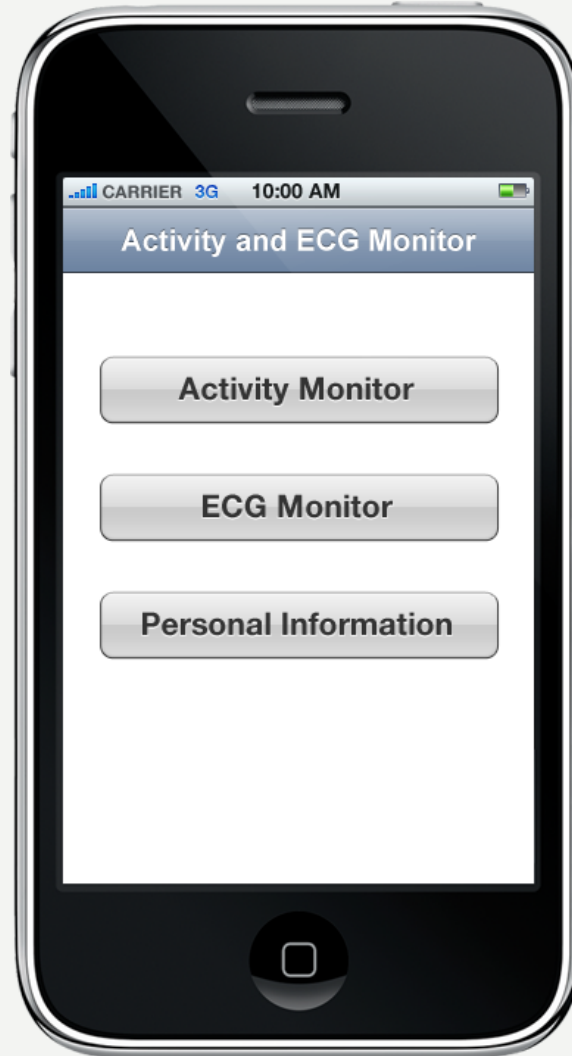 CARRIER 3G 10:00 AM
Activity and ECG Monitor
Activity Monitor
ECG Monitor
Personal Information